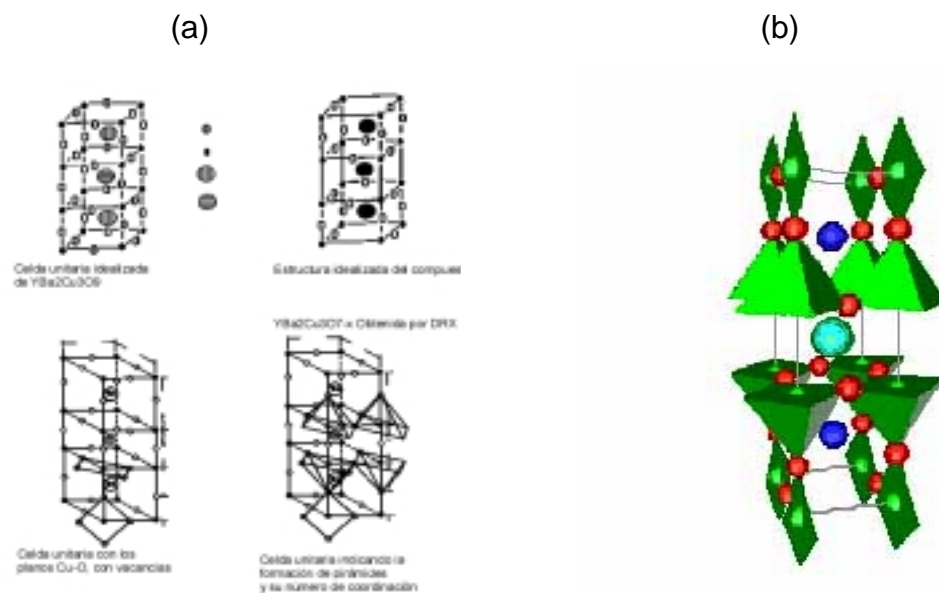 (a)
(b)
Celda unitaria idealizada
de YBa2Cu3O9
Estructura idealizada del compues
YBa2Cu3O7-x Obtenida por DRX
Celda unitaria con los
planos Cu-O, con vacancias
Celda unitaria indicando la
formación de pirámides
y su número de coordinación